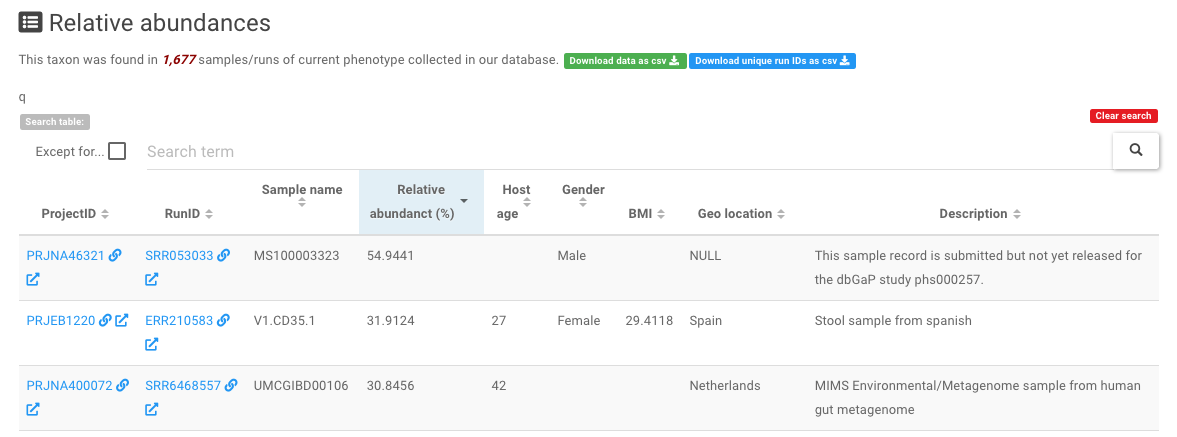 Relative abundances
This taxon was found in 1,677 samples/runs of current phenotype collected in our database. Download data as csv Download unique run IDs as csv
q
Search table: Clear search
Except for... Search term
ProjectID RunID Sample name Relative abundanct (%) Host age Gender BMI Geo location Description
PRJNA46321 SRR053033 MS100003323 54.9441 Male NULL This sample record is submitted but not yet released for
the dbGaP study phs000257.
PRJEB1220 ERR210583 V1.CD35.1 31.9124 27 Female 29.4118 Spain Stool sample from spanish
PRJNA400072 SRR6468557 UMCGIBD00106 30.8456 42 Netherlands MIMS Environmental/Metagenome sample from human
gut metagenome